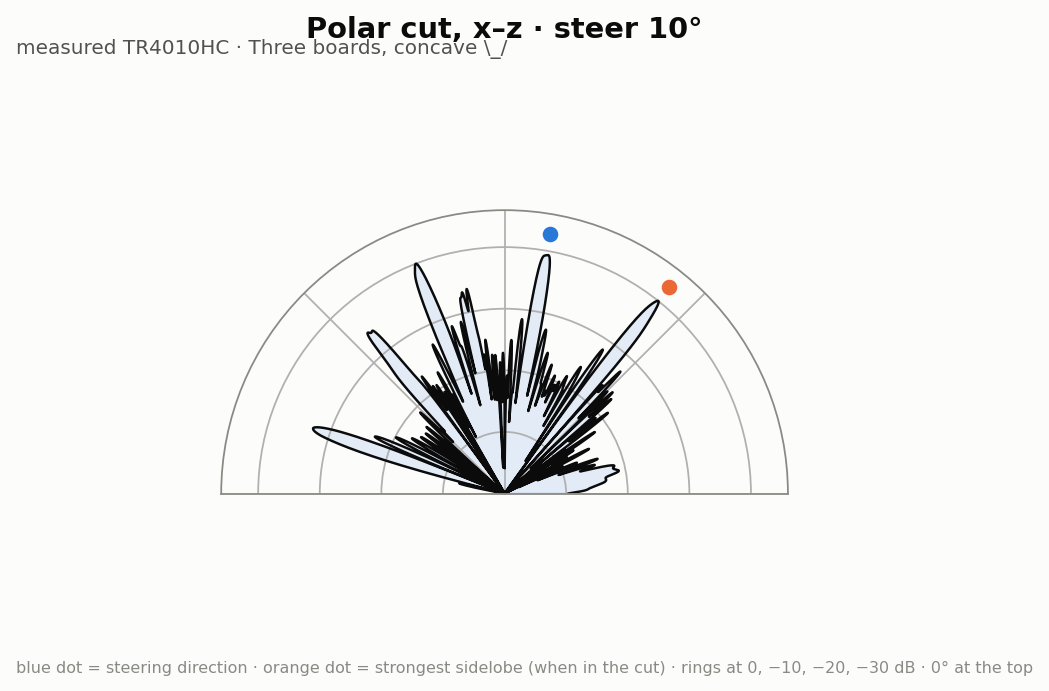 Polar cut, x–z · steer 10°
measured TR4010HC · Three boards, concave \_/
blue dot = steering direction · orange dot = strongest sidelobe (when in the cut) · rings at 0, −10, −20, −30 dB · 0° at the top